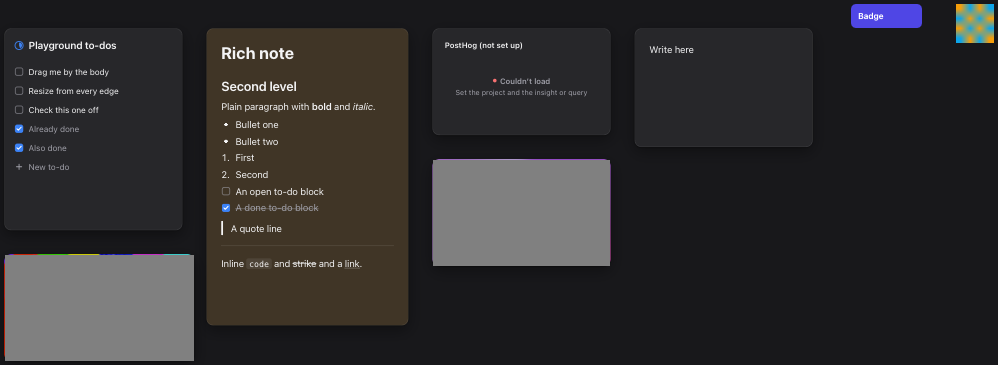 Badge
Playground to-dos
Drag me by the body
Resize from every edge
Check this one off
Already done
Also done
New to-do
Rich note
Second level
Plain paragraph with bold and italic.
Bullet one
Bullet two
1. First
2. Second
An open to-do block
A done to-do block
A quote line
Inline code and strike and a link.
PostHog (not set up)
Couldn't load
Set the project and the insight or query
Write here